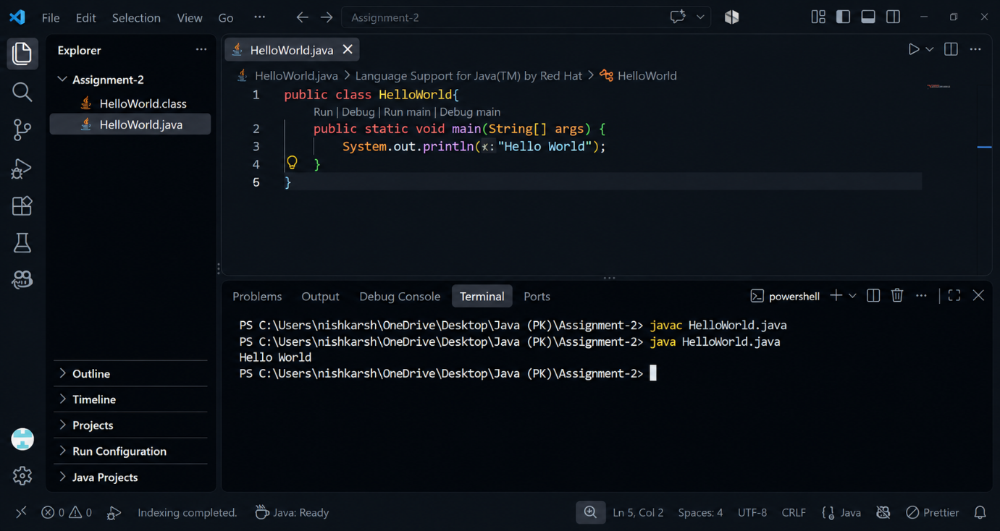 File Edit Selection View Go ··· Assignment-2
Explorer ···
Assignment-2
HelloWorld.class
HelloWorld.java
Outline
Timeline
Projects
Run Configuration
Java Projects
HelloWorld.java
HelloWorld.java > Language Support for Java(TM) by Red Hat > HelloWorld
1 public class HelloWorld{
Run | Debug | Run main | Debug main
2 public static void main(String[] args) {
3 System.out.println(x:"Hello World");
4 }
5 }
Problems Output Debug Console Terminal Ports powershell
PS C:\Users\nishkarsh\OneDrive\Desktop\Java (PK)\Assignment-2> javac HelloWorld.java
PS C:\Users\nishkarsh\OneDrive\Desktop\Java (PK)\Assignment-2> java HelloWorld.java
Hello World
PS C:\Users\nishkarsh\OneDrive\Desktop\Java (PK)\Assignment-2>
0 0 Indexing completed. Java: Ready Ln 5, Col 2 Spaces: 4 UTF-8 CRLF {} Java Prettier